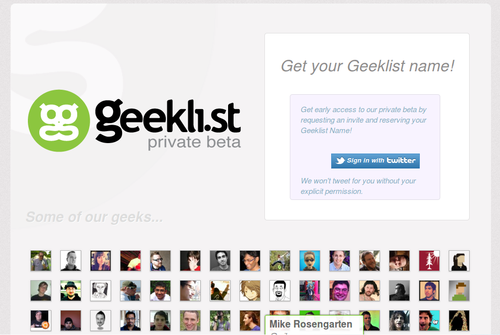 Get your Geeklist name!
geekli.st
private beta
Get early access to our private beta by
requesting an invite and reserving your
Geeklist Name!
Sign in with twitter
We won't tweet for you without your
explicit permission.
Some of our geeks...
Mike Rosengarten